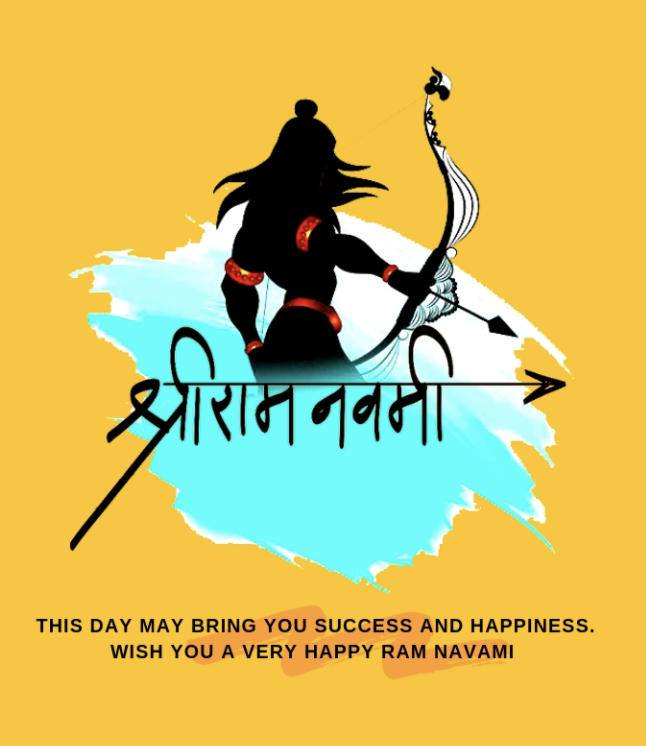 श्रीराम नवमी
THIS DAY MAY BRING YOU SUCCESS AND HAPPINESS.
WISH YOU A VERY HAPPY RAM NAVAMI